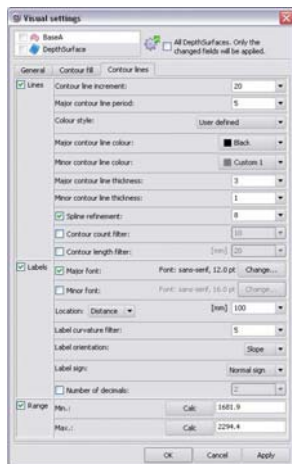 Visual settings
BaseA
DepthSurface
All DepthSurfaces. Only the
changed fields will be applied.
General Contour fill Contour lines
Lines Contour line increment: 20
Major contour line period: 5
Colour style: User defined
Major contour line colour: Black
Minor contour line colour: Custom 1
Major contour line thickness: 3
Minor contour line thickness: 1
Spline refinement: 8
Contour count filter: 10
Contour length filter: [mm] 20
Labels Major font: Font: sans-serif, 12.0 pt Change...
Minor font: Font: sans-serif, 16.0 pt Change...
Location: Distance [mm] 100
Label curvature filter: 5
Label orientation: Slope
Label sign: Normal sign
Number of decimals: 2
Range Min.: Calc 1681.9
Max.: Calc 2294.4
OK Cancel Apply